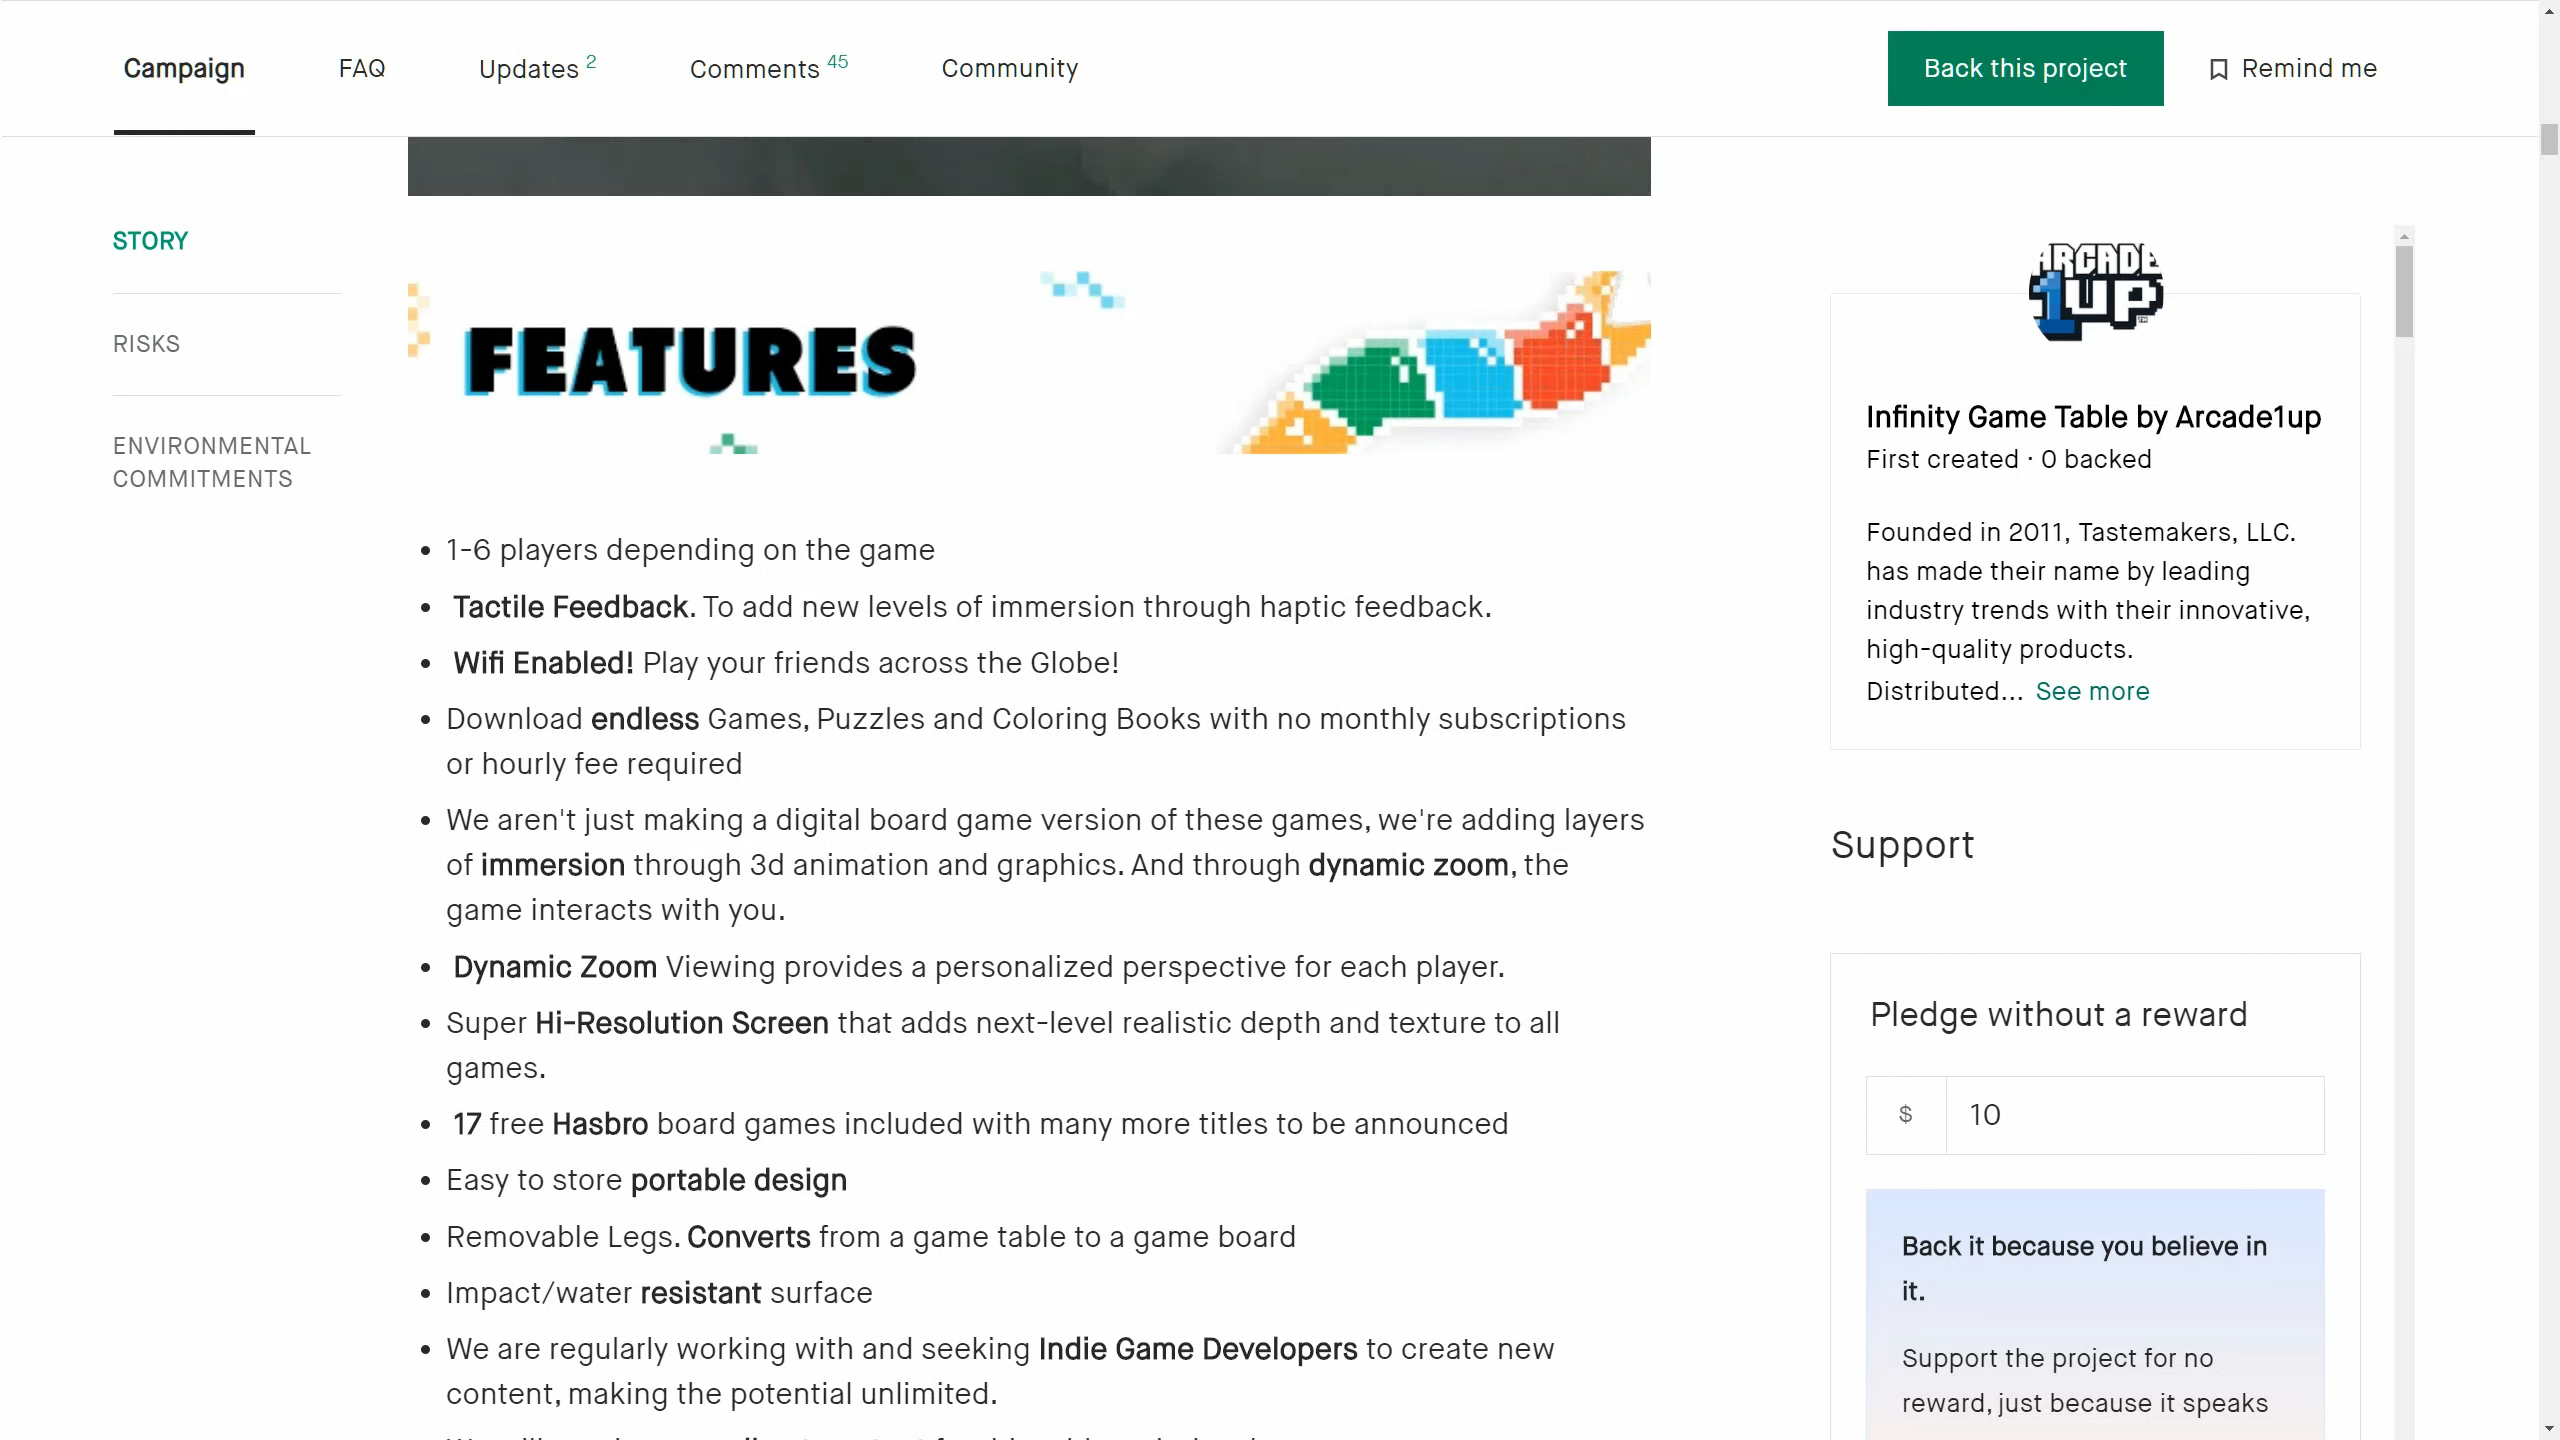 Campaign
FAQ
Updates 2
Comments 45
Community
Back this project
Remind me
STORY
RISKS
ENVIRONMENTAL
COMMITMENTS
FEATURES
• 1-6 players depending on the game
• Tactile Feedback. To add new levels of immersion through haptic feedback.
• Wifi Enabled! Play your friends across the Globe!
• Download endless Games, Puzzles and Coloring Books with no monthly subscriptions
or hourly fee required
• We aren't just making a digital board game version of these games, we're adding layers
of immersion through 3d animation and graphics. And through dynamic zoom, the
game interacts with you.
• Dynamic Zoom Viewing provides a personalized perspective for each player.
• Super Hi-Resolution Screen that adds next-level realistic depth and texture to all
games.
• 17 free Hasbro board games included with many more titles to be announced
• Easy to store portable design
• Removable Legs. Converts from a game table to a game board
• Impact/water resistant surface
• We are regularly working with and seeking Indie Game Developers to create new
content, making the potential unlimited.
ARCADE
1UP
Infinity Game Table by Arcade1up
First created · 0 backed
Founded in 2011, Tastemakers, LLC.
has made their name by leading
industry trends with their innovative,
high-quality products.
Distributed... See more
Support
Pledge without a reward
$ 10
Back it because you believe in
it.
Support the project for no
reward, just because it speaks